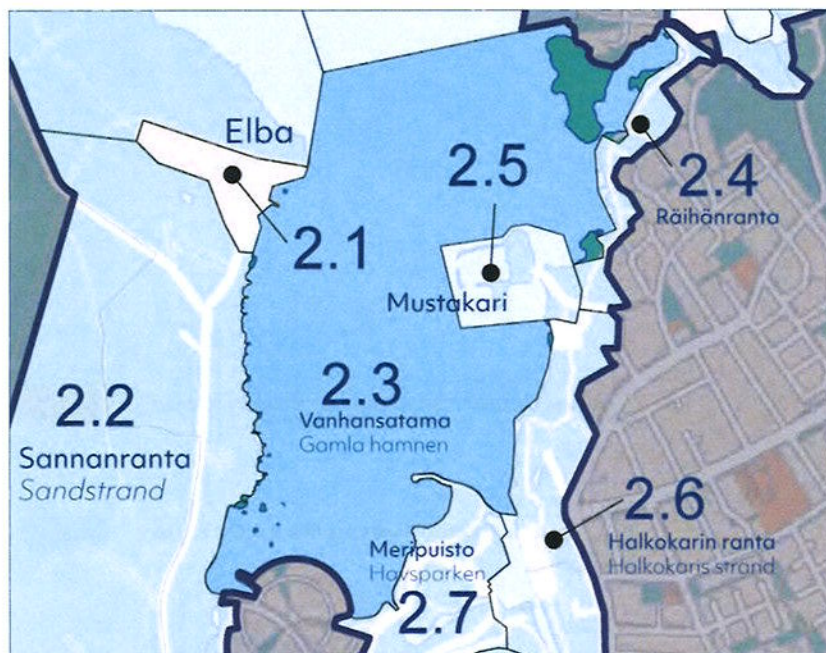 Elba
2.5
2.4
Räihönranta
2.1
Mustakari
2.3
Vanhansatama
Gamla hamnen
2.2
Sannanranta
Sandstrand
2.6
Halkokarin ranta
Halkokaris strand
Meripuisto
Havsparken
2.7